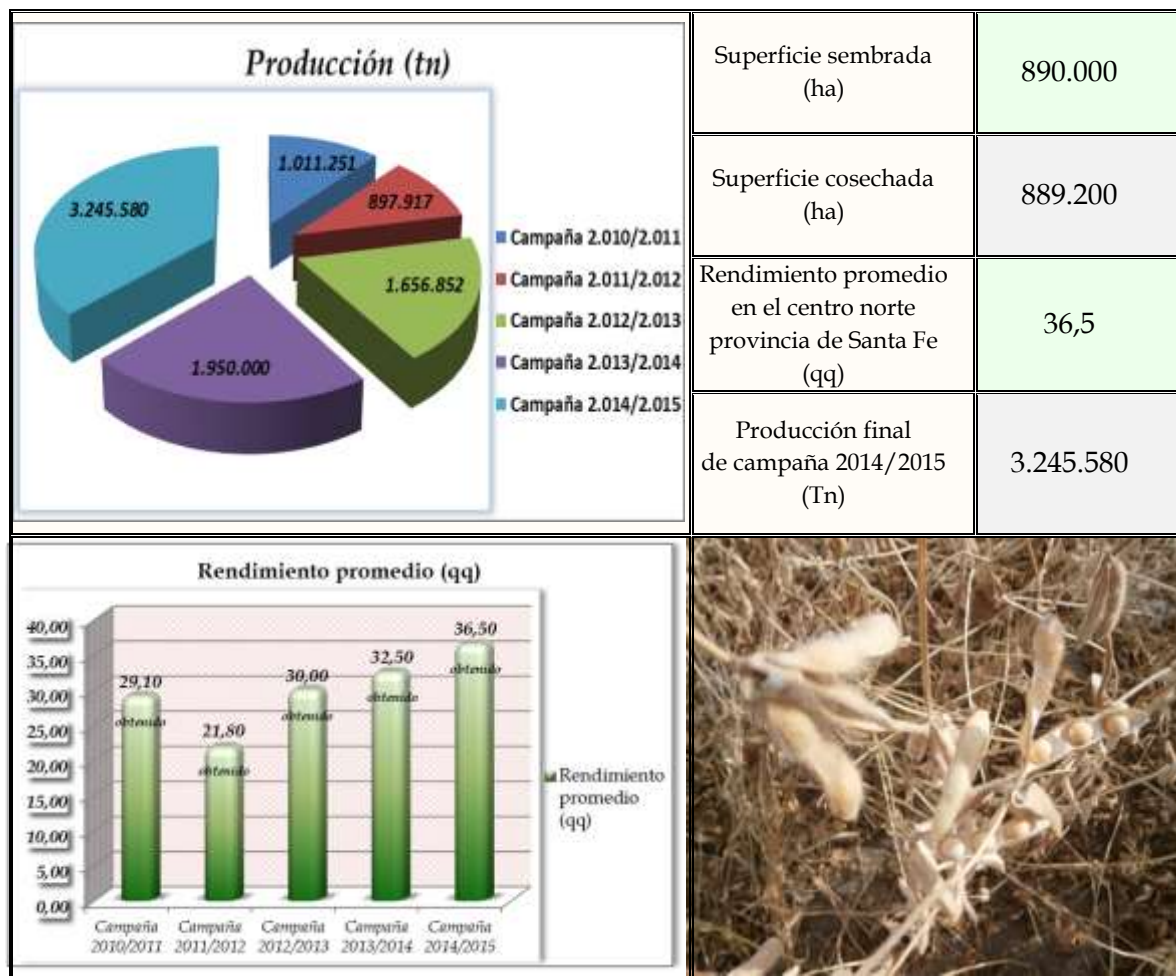 Producción (tn)
1.011.251
897.917
1.656.852
1.950.000
3.245.580
Campaña 2.010/2.011
Campaña 2.011/2.012
Campaña 2.012/2.013
Campaña 2.013/2.014
Campaña 2.014/2.015
Superficie sembrada
(ha)
890.000
Superficie cosechada
(ha)
889.200
Rendimiento promedio
en el centro norte
provincia de Santa Fe
(qq)
36,5
Producción final
de campaña 2014/2015
(Tn)
3.245.580
Rendimiento promedio (qq)
40,00
35,00
30,00
25,00
20,00
15,00
10,00
5,00
0,00
29,10
obtenido
21,80
obtenido
30,00
obtenido
32,50
obtenido
36,50
obtenido
Campaña
2010/2011
Campaña
2011/2012
Campaña
2012/2013
Campaña
2013/2014
Campaña
2014/2015
Rendimiento
promedio
(qq)